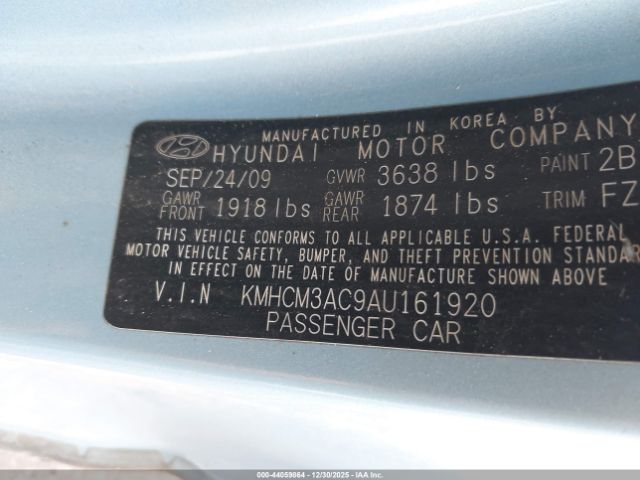 MANUFACTURED IN KOREA BY
HYUNDAI MOTOR COMPANY
SEP/24/09 GVWR 3638 lbs PAINT 2B
GAWR FRONT 1918 lbs GAWR REAR 1874 lbs TRIM FZ
THIS VEHICLE CONFORMS TO ALL APPLICABLE U.S.A. FEDERAL
MOTOR VEHICLE SAFETY, BUMPER, AND THEFT PREVENTION STANDARD
IN EFFECT ON THE DATE OF MANUFACTURE SHOWN ABOVE
V.I.N KMHCM3AC9AU161920
PASSENGER CAR
000-44059864 - 12/30/2025 - IAA, Inc.